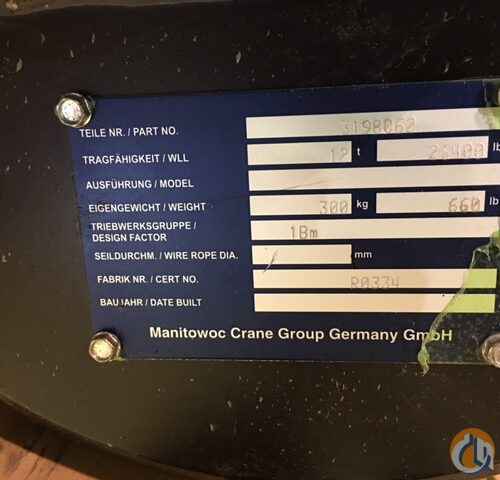 TEILE NR. / PART NO. 3198062
TRAGFÄHIGKEIT / WLL 12 t 26400 lb
AUSFÜHRUNG / MODEL
EIGENGEWICHT / WEIGHT 300 kg 660 lb
TRIEBWERKSGRUPPE /
DESIGN FACTOR 1Bm
SEILDURCHM. / WIRE ROPE DIA. mm
FABRIK NR. / CERT NO. R0334
BAUJAHR / DATE BUILT
Manitowoc Crane Group Germany GmbH